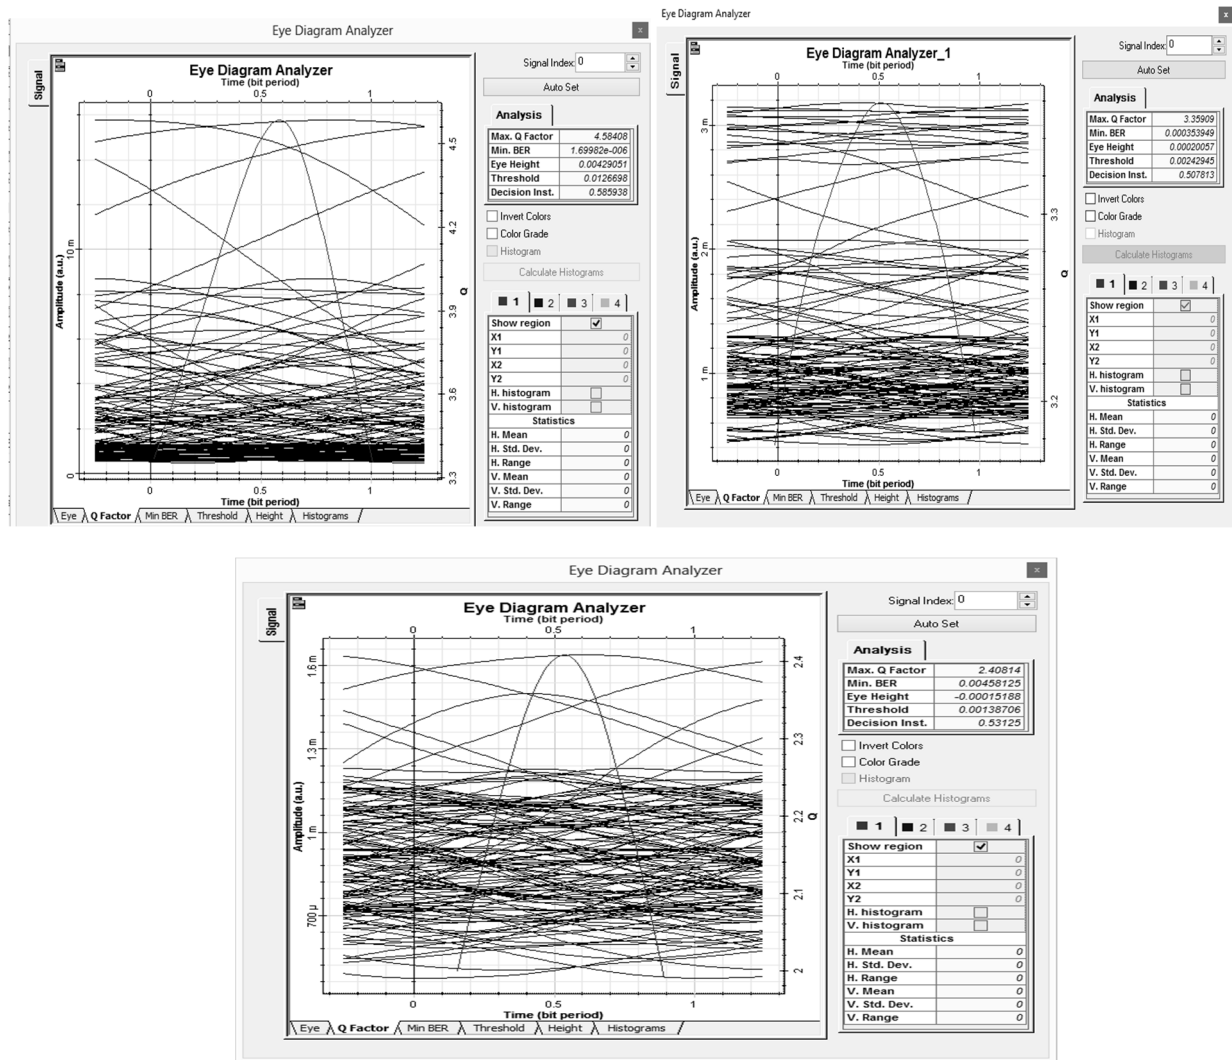 Eye Diagram Analyzer
Signal
Eye Diagram Analyzer
Time (bit period)
0 0.5 1
Amplitude (a.u.)
10 m
0
4.5
4.2
3.9
3.6
3.3
Q
0 0.5 1
Time (bit period)
Eye Q Factor Min BER Threshold Height Histograms
Signal Index: 0
Auto Set
Analysis
Max. Q Factor 4.58408
Min. BER 1.69982e-006
Eye Height 0.00429051
Threshold 0.0126698
Decision Inst. 0.585938
Invert Colors
Color Grade
Histogram
Calculate Histograms
1 2 3 4
Show region
X1 0
Y1 0
X2 0
Y2 0
H. histogram
V. histogram
Statistics
H. Mean 0
H. Std. Dev. 0
H. Range 0
V. Mean 0
V. Std. Dev. 0
V. Range 0
Eye Diagram Analyzer
Signal
Eye Diagram Analyzer_1
Time (bit period)
0 0.5 1
Amplitude (a.u.)
3 m
2 m
1 m
3.3
3.2
Q
0 0.5 1
Time (bit period)
Eye Q Factor Min BER Threshold Height Histograms
Signal Index: 0
Auto Set
Analysis
Max. Q Factor 3.35909
Min. BER 0.000353949
Eye Height 0.00020057
Threshold 0.00242945
Decision Inst. 0.507813
Invert Colors
Color Grade
Histogram
Calculate Histograms
1 2 3 4
Show region
X1 0
Y1 0
X2 0
Y2 0
H. histogram
V. histogram
Statistics
H. Mean 0
H. Std. Dev. 0
H. Range 0
V. Mean 0
V. Std. Dev. 0
V. Range 0
Eye Diagram Analyzer
Signal
Eye Diagram Analyzer
Time (bit period)
0 0.5 1
Amplitude (a.u.)
1.6 m
1.3 m
1 m
700 µ
2.4
2.3
2.2
2.1
2
Q
0 0.5 1
Time (bit period)
Eye Q Factor Min BER Threshold Height Histograms
Signal Index: 0
Auto Set
Analysis
Max. Q Factor 2.40814
Min. BER 0.00458125
Eye Height -0.00015188
Threshold 0.00138706
Decision Inst. 0.53125
Invert Colors
Color Grade
Histogram
Calculate Histograms
1 2 3 4
Show region
X1 0
Y1 0
X2 0
Y2 0
H. histogram
V. histogram
Statistics
H. Mean 0
H. Std. Dev. 0
H. Range 0
V. Mean 0
V. Std. Dev. 0
V. Range 0